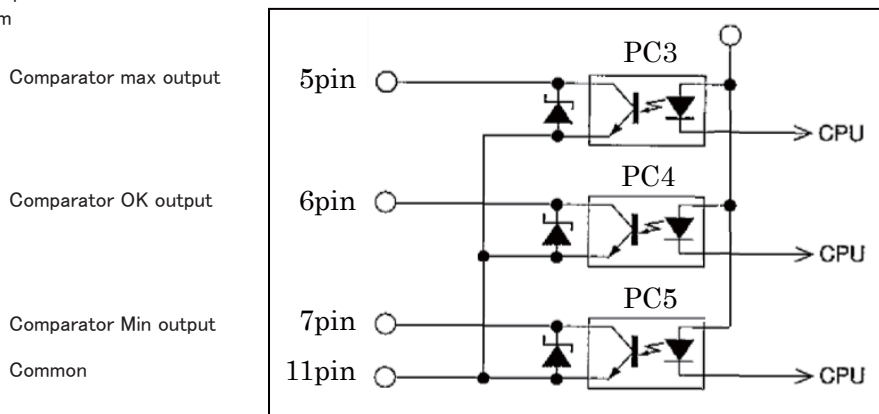 m
PC3
Comparator max output 5pin
CPU
PC4
Comparator OK output 6pin
CPU
PC5
Comparator Min output 7pin
Common 11pin
CPU